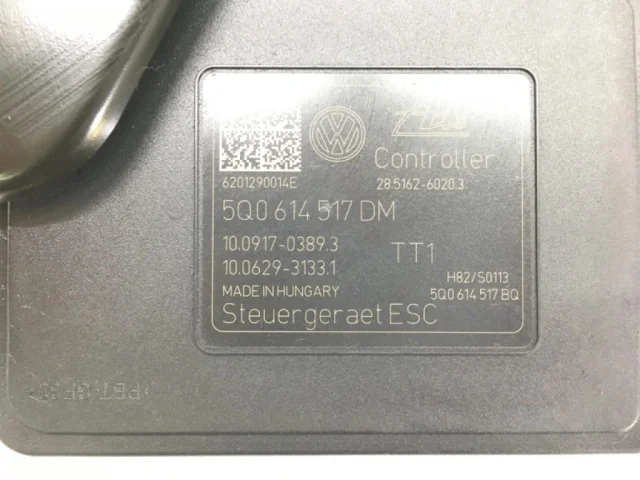 Ate
Controller
6201290014E
28.5162-6020.3
5Q0 614 517 DM
10.0917-0389.3
10.0629-3133.1
TT1
H82/S0113
MADE IN HUNGARY
5Q0 614 517 BQ
Steuergeraet ESC